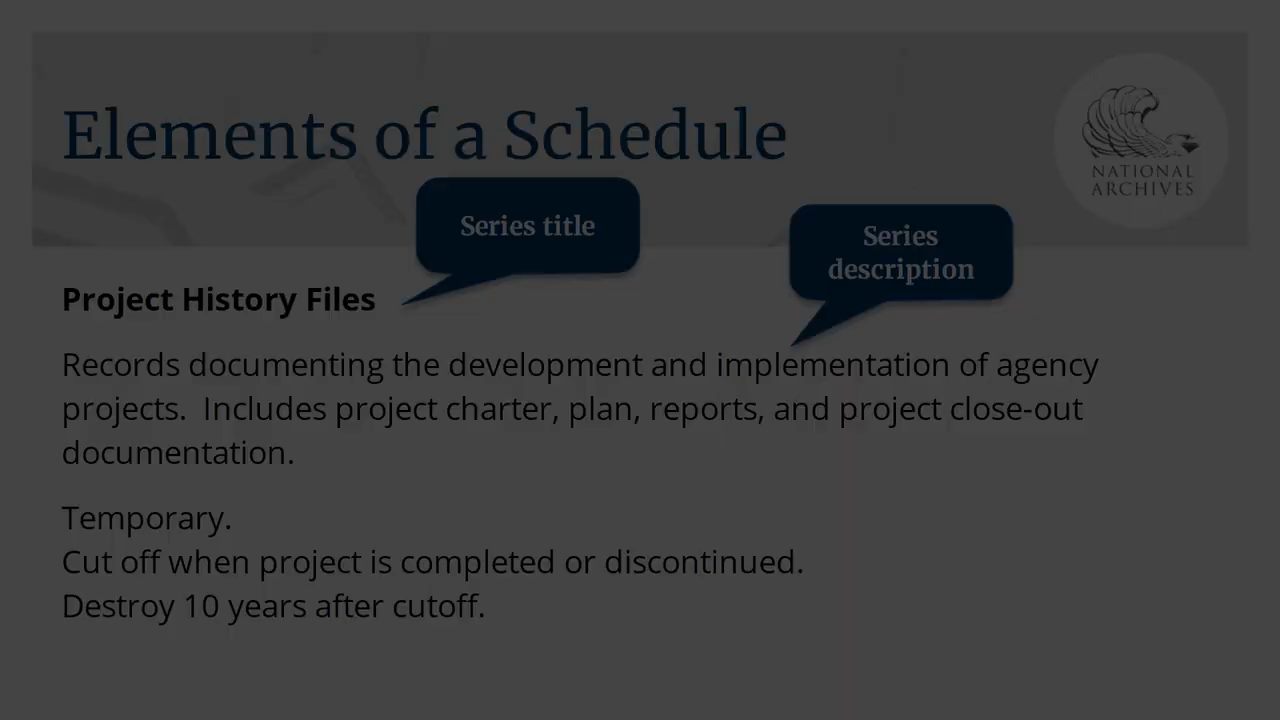 Elements of a Schedule
NATIONAL
ARCHIVES
Series title
Series
description
Project History Files
Records documenting the development and implementation of agency
projects.  Includes project charter, plan, reports, and project close-out
documentation.
Temporary.
Cut off when project is completed or discontinued.
Destroy 10 years after cutoff.